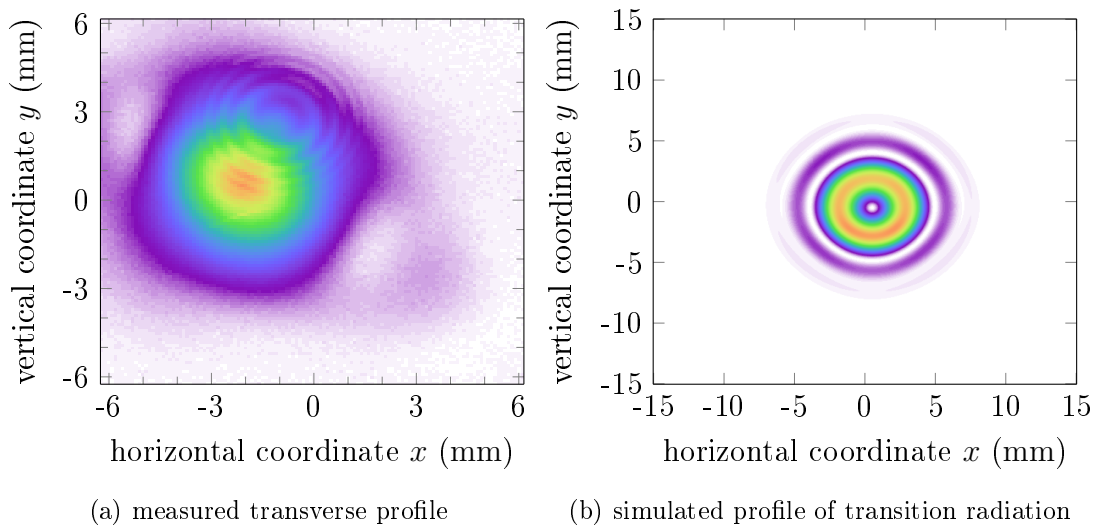 vertical coordinate y (mm)
6
3
0
-3
-6
-6 -3 0 3 6
horizontal coordinate x (mm)
(a) measured transverse profile
vertical coordinate y (mm)
15
10
5
0
-5
-10
-15
-15 -10 -5 0 5 10 15
horizontal coordinate x (mm)
(b) simulated profile of transition radiation